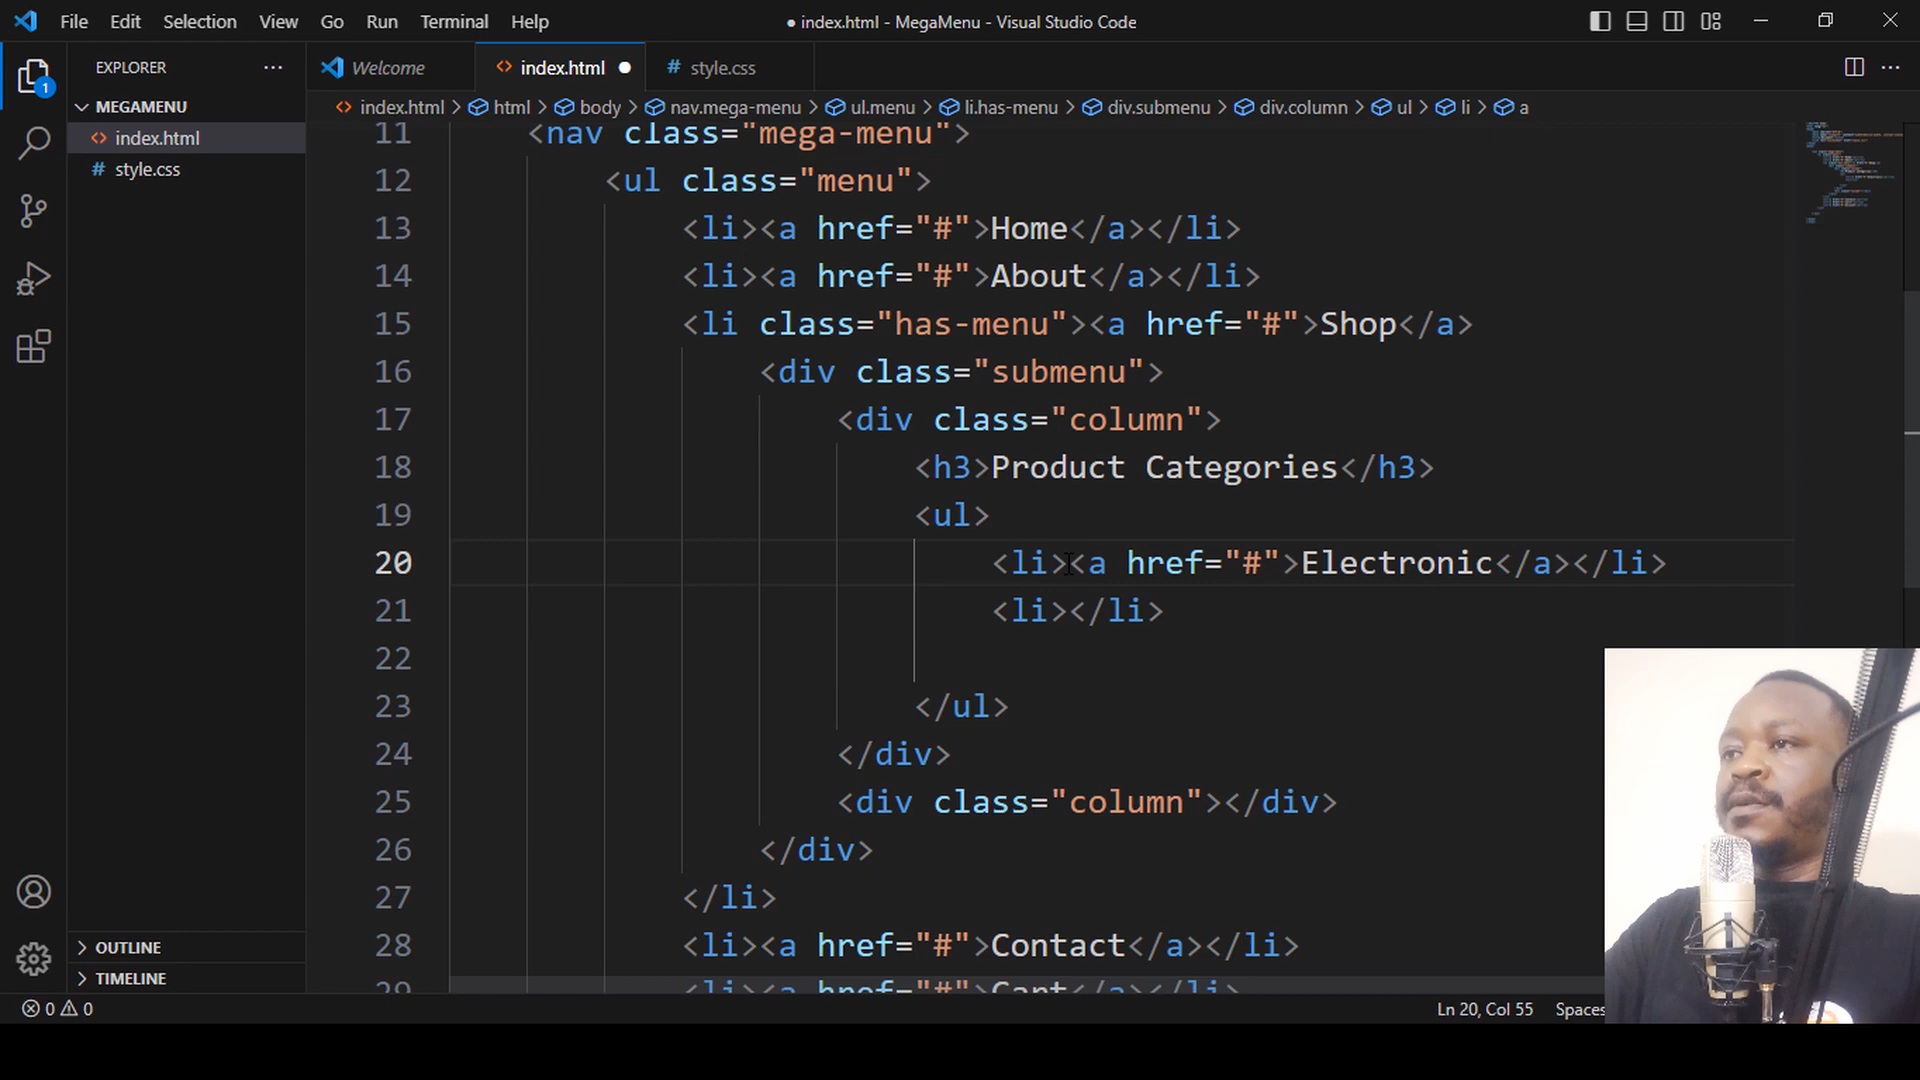 File Edit Selection View Go Run Terminal Help
● index.html - MegaMenu - Visual Studio Code
EXPLORER
Welcome
index.html
# style.css
1
MEGAMENU
index.html
# style.css
index.html > html > body > nav.mega-menu > ul.menu > li.has-menu > div.submenu > div.column > ul > li > a
11 <nav class="mega-menu">
12 <ul class="menu">
13 <li><a href="#">Home</a></li>
14 <li><a href="#">About</a></li>
15 <li class="has-menu"><a href="#">Shop</a>
16 <div class="submenu">
17 <div class="column">
18 <h3>Product Categories</h3>
19 <ul>
20 <li><a href="#">Electronic</a></li>
21 <li></li>
22
23 </ul>
24 </div>
25 <div class="column"></div>
26 </div>
27 </li>
28 <li><a href="#">Contact</a></li>
29 <li><a href="#">Cart</a></li>
OUTLINE
TIMELINE
0 0
Ln 20, Col 55
Spaces